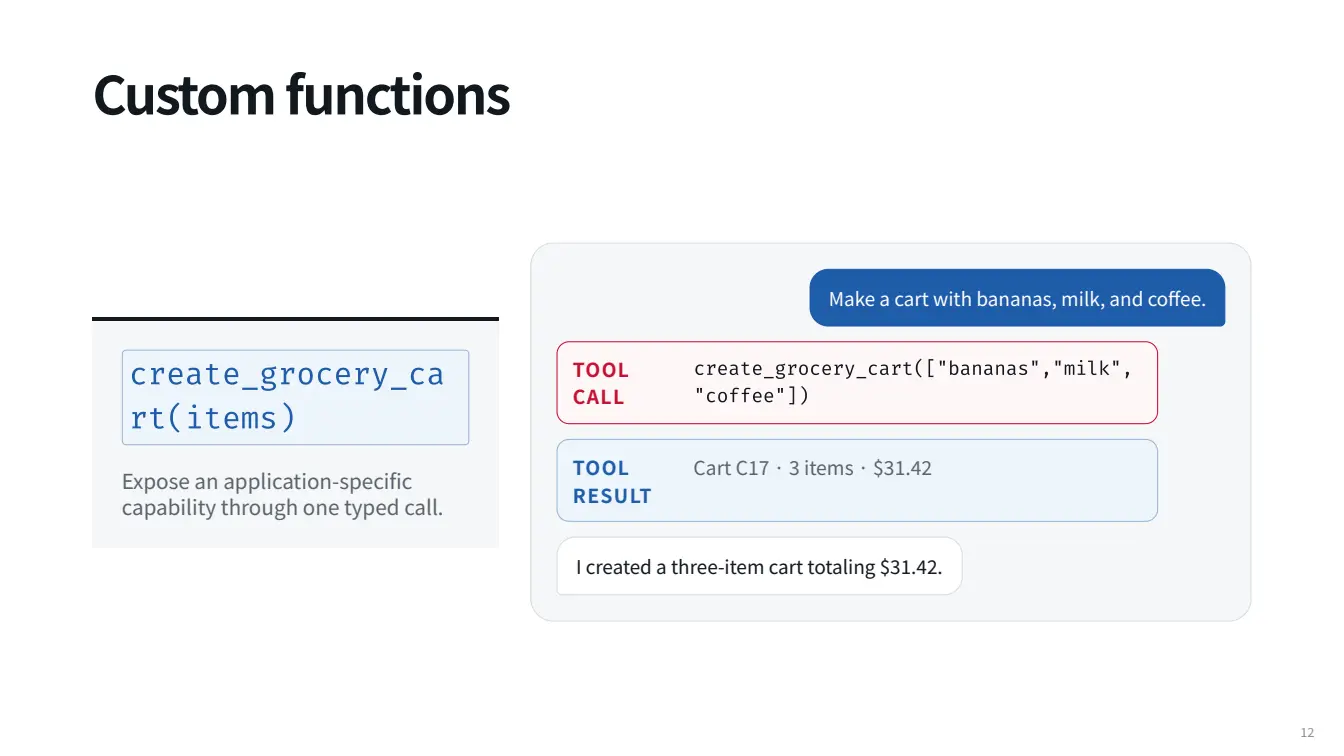 Custom functions
create_grocery_ca
rt(items)
Expose an application-specific
capability through one typed call.
Make a cart with bananas, milk, and coffee.
TOOL
CALL
create_grocery_cart(["bananas","milk",
"coffee"])
TOOL
RESULT
Cart C17 · 3 items · $31.42
I created a three-item cart totaling $31.42.
12